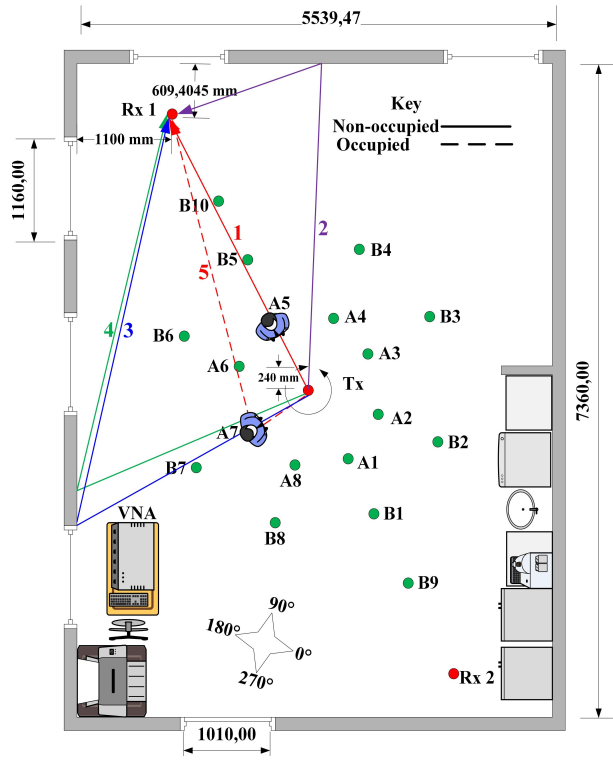 5539,47
609,4045 mm
Rx 1
Key
Non-occupied
Occupied
1100 mm
1160,00
B10
1
2
B5
5
B4
A5
A4
B3
4
3
B6
A6
A3
240 mm
Tx
7360,00
A7
A2
B2
B7
A8
A1
VNA
B8
B1
B9
90°
180°
0°
270°
Rx 2
1010,00